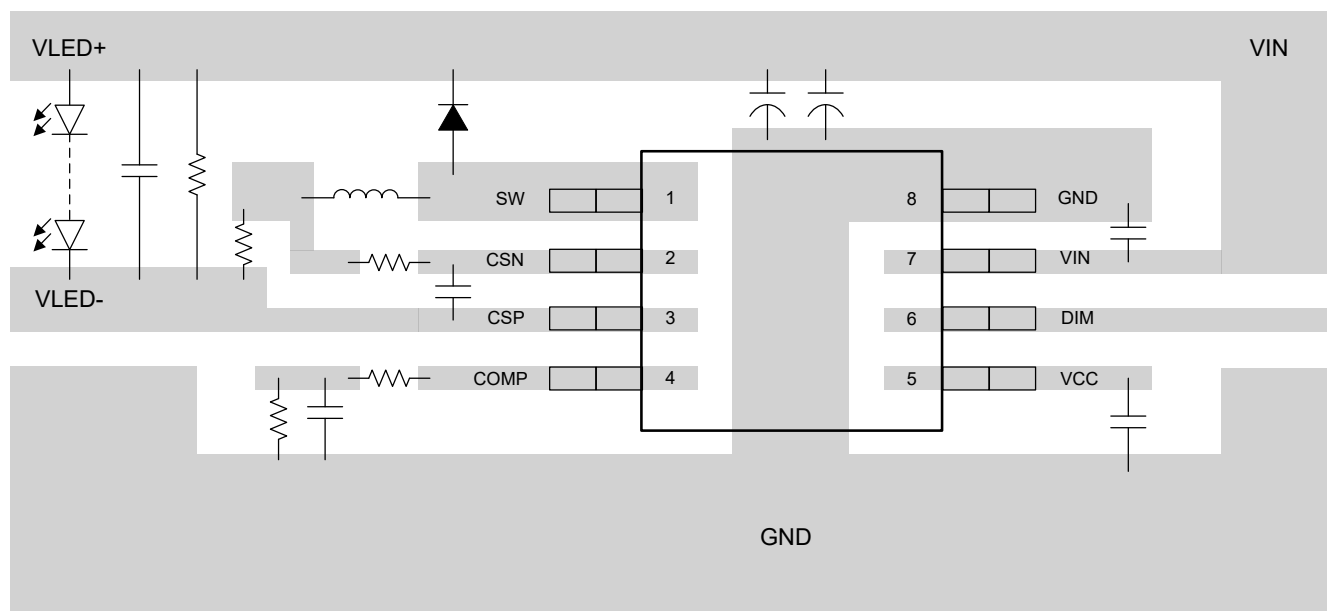 VLED+ VIN
SW 1 8 GND
CSN 2 7 VIN
VLED-
CSP 3 6 DIM
COMP 4 5 VCC
GND